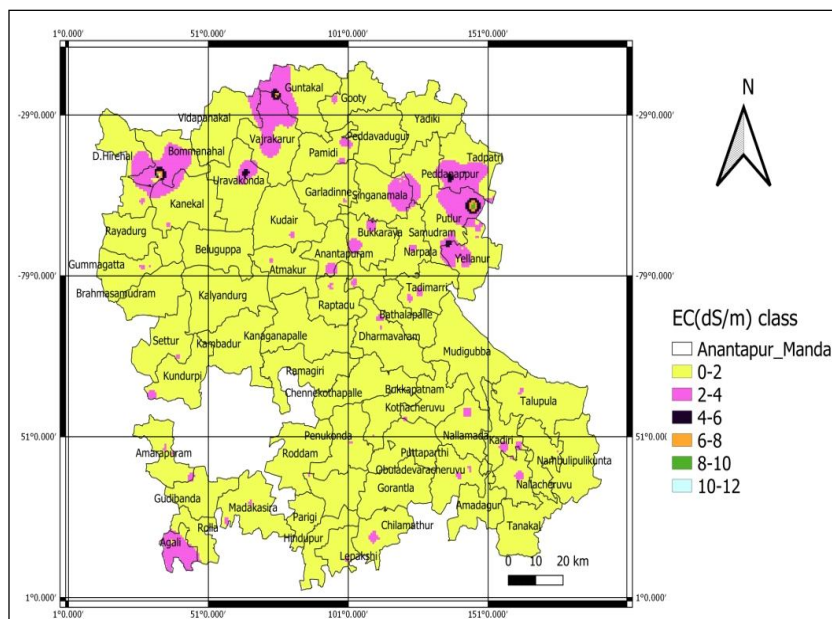 1°0.000' 51°0.000' 101°0.000' 151°0.000'
N
Guntakal
Gooty
-29°0.000' -29°0.000'
Vidapanakal
Yadiki
Vajrakarur
Peddavadugur
Bommanahal
D.Hirehal
Pamidi
Tadpatri
Peddapappur
Uravakonda
Garladinne
Singanamala
Kanekal
Kudair
Putlur
Rayadurg
Bukkaraya
Samudram
Beluguppa
Anantapuram
Narpala
Yellanur
Gummagatta
Atmakur
-79°0.000' -79°0.000'
Brahmasamudram
Kalyandurg
Raptadu
Tadimarri
Bathalapalle
EC(dS/m) class
Settur
Kambadur
Kanaganapalle
Dharmavaram
Anantapur_Manda
Mudigubba
0-2
Kundurpi
Ramagiri
2-4
Chennekothapalle
Bukkapatnam
Talupula
4-6
Kothacheruvu
6-8
51°0.000' 51°0.000'
Penukonda
Nallamada
Kadiri
8-10
Amarapuram
Roddam
Puttaparthi
Nambulipulikunta
10-12
Obuladevaracheruvu
Gudibanda
Gorantla
Nallacheruvu
Madakasira
Amadagur
Rolla
Parigi
Chilamathur
Tanakal
Agali
Hindupur
Lepakshi
0 10 20 km
1°0.000' 1°0.000'
1°0.000' 51°0.000' 101°0.000' 151°0.000'